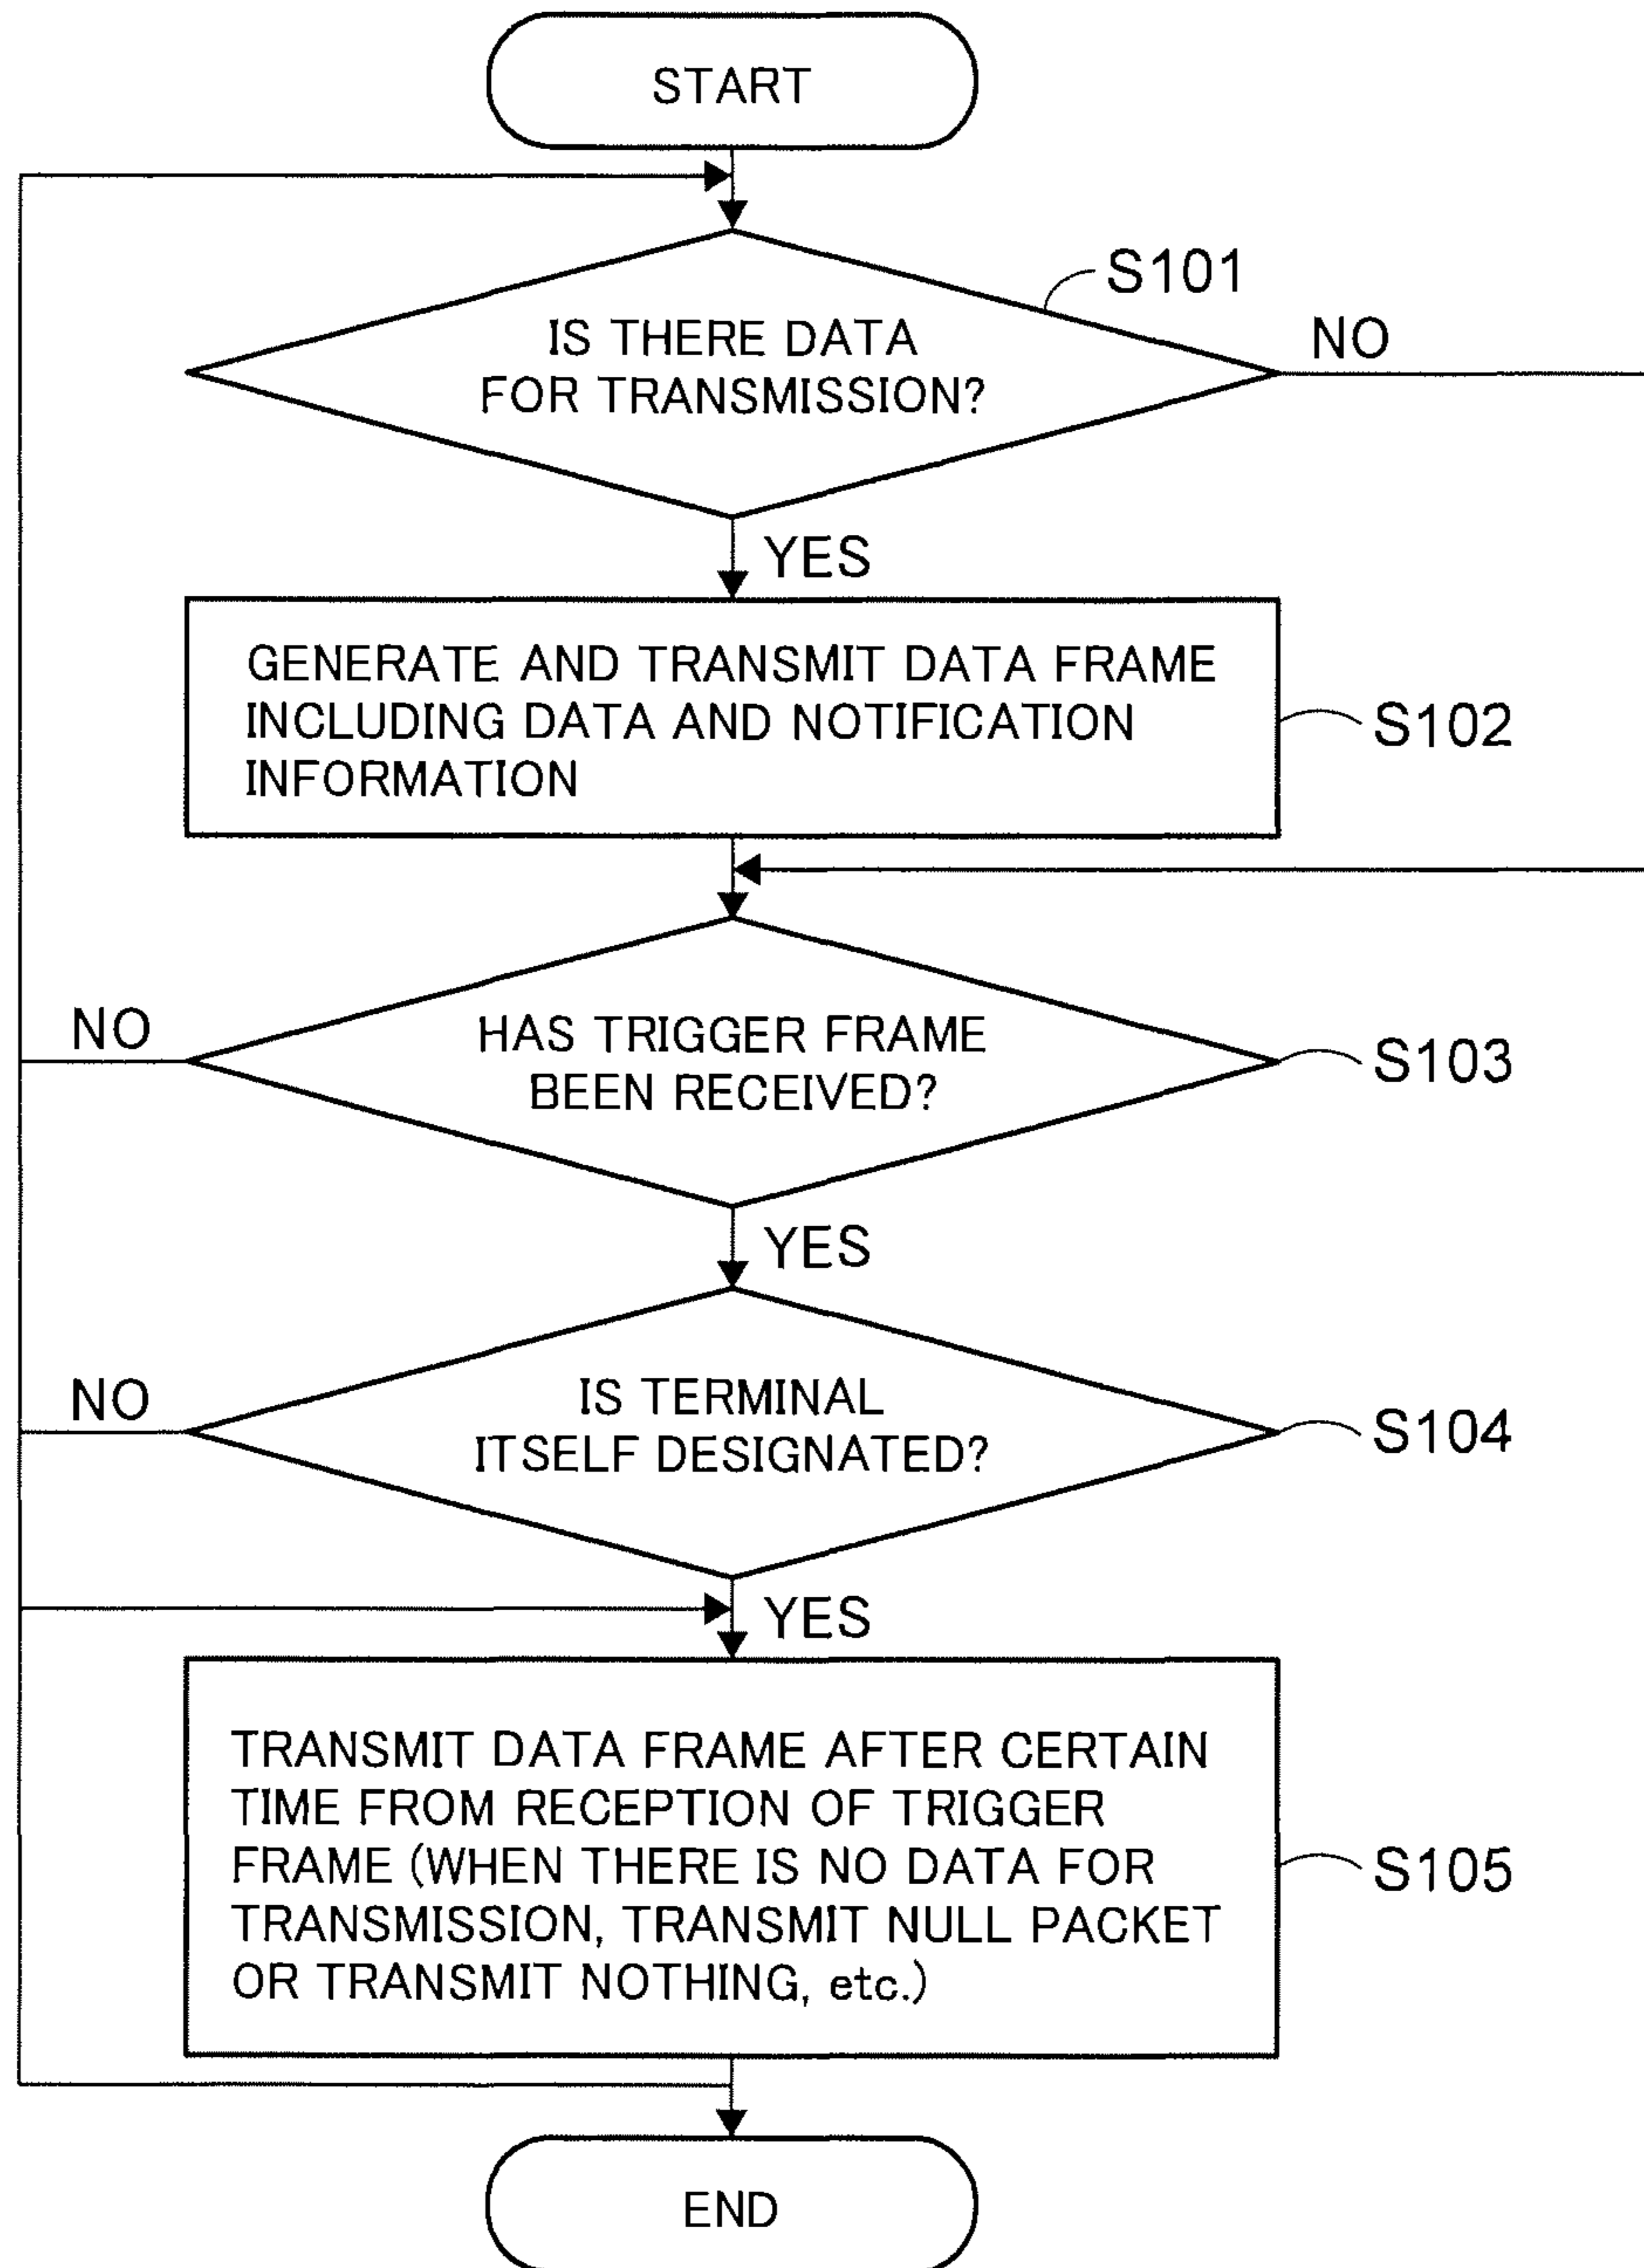 START
S101
IS THERE DATA
FOR TRANSMISSION?
NO
YES
GENERATE AND TRANSMIT DATA FRAME
INCLUDING DATA AND NOTIFICATION
INFORMATION
S102
HAS TRIGGER FRAME
BEEN RECEIVED?
NO
S103
YES
IS TERMINAL
ITSELF DESIGNATED?
NO
S104
YES
TRANSMIT DATA FRAME AFTER CERTAIN
TIME FROM RECEPTION OF TRIGGER
FRAME (WHEN THERE IS NO DATA FOR
TRANSMISSION, TRANSMIT NULL PACKET
OR TRANSMIT NOTHING, etc.)
S105
END